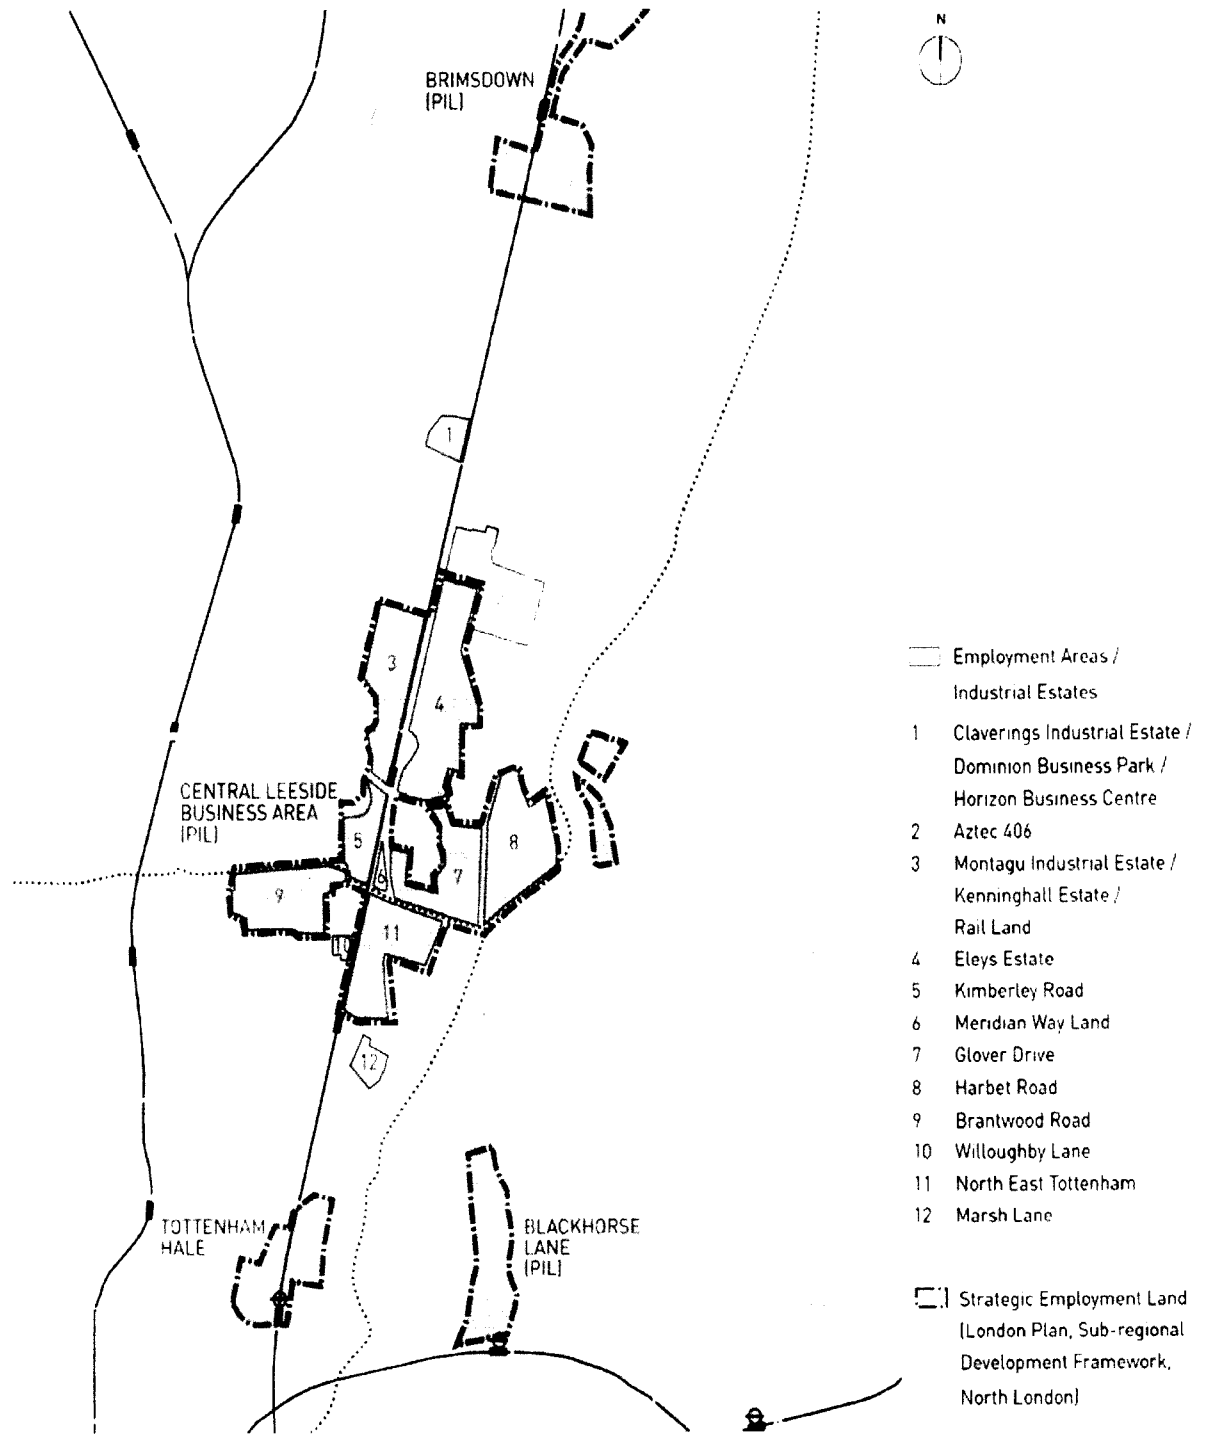 N
BRIMSDOWN
(PIL)
1
3
4
CENTRAL LEESIDE
BUSINESS AREA
(PIL)
5
8
6
7
9
11
10
12
TOTTENHAM
HALE
BLACKHORSE
LANE
(PIL)
Employment Areas /
Industrial Estates
1 Claverings Industrial Estate /
Dominion Business Park /
Horizon Business Centre
2 Aztec 406
3 Montagu Industrial Estate /
Kenninghall Estate /
Rail Land
4 Eleys Estate
5 Kimberley Road
6 Meridian Way Land
7 Glover Drive
8 Harbet Road
9 Brantwood Road
10 Willoughby Lane
11 North East Tottenham
12 Marsh Lane
Strategic Employment Land
(London Plan, Sub-regional
Development Framework,
North London)